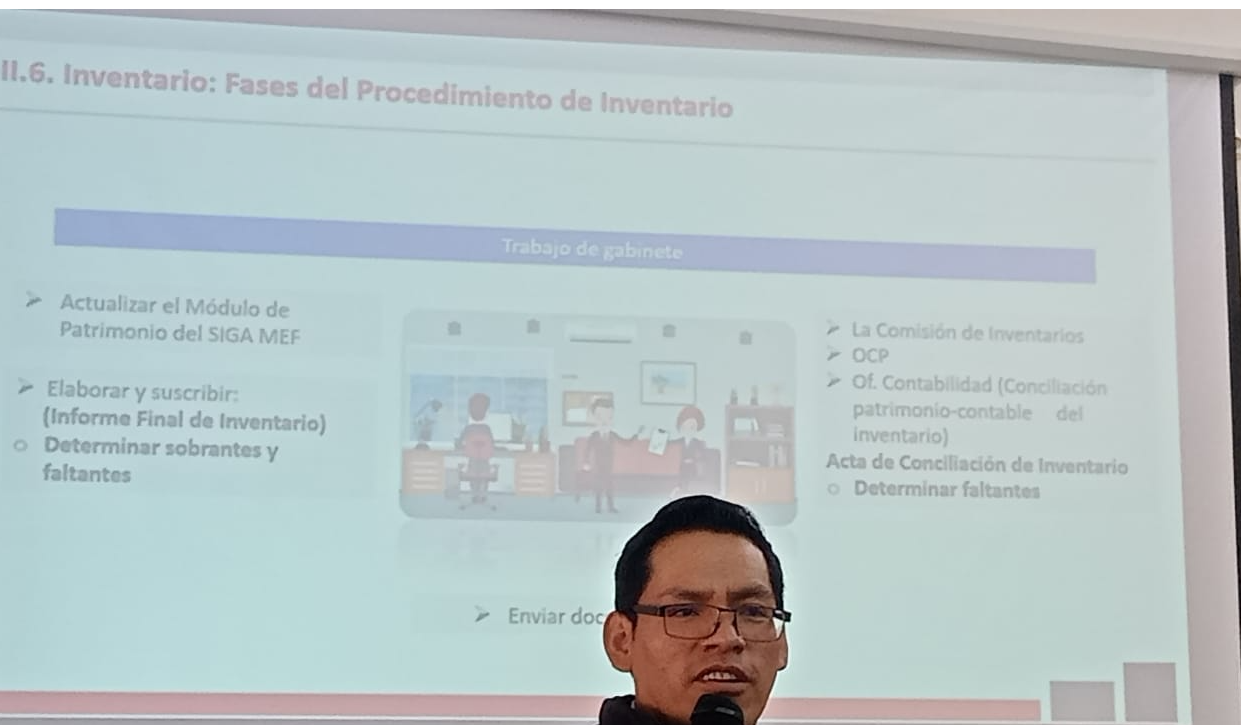 II.6. Inventario: Fases del Procedimiento de Inventario
Trabajo de gabinete
➢ Actualizar el Módulo de
Patrimonio del SIGA MEF
➢ Elaborar y suscribir:
(Informe Final de Inventario)
○ Determinar sobrantes y
faltantes
➢ La Comisión de Inventarios
➢ OCP
➢ Of. Contabilidad (Conciliación
patrimonio-contable del
inventario)
Acta de Conciliación de Inventario
○ Determinar faltantes
➢ Enviar doc